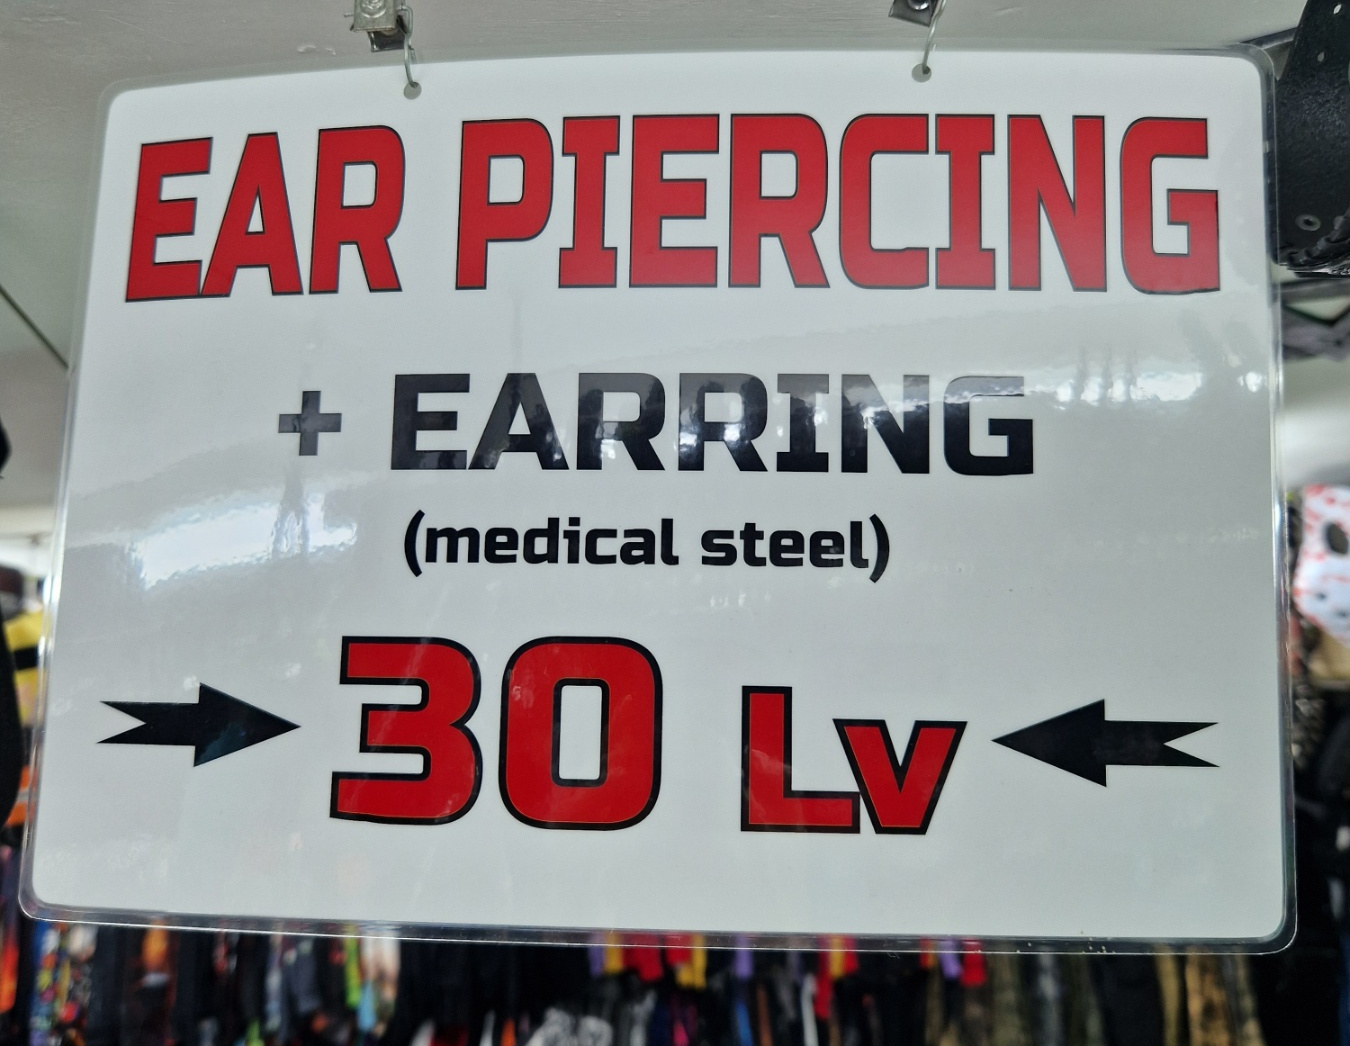 EAR PIERCING
+ EARRING
(medical steel)
30 Lv